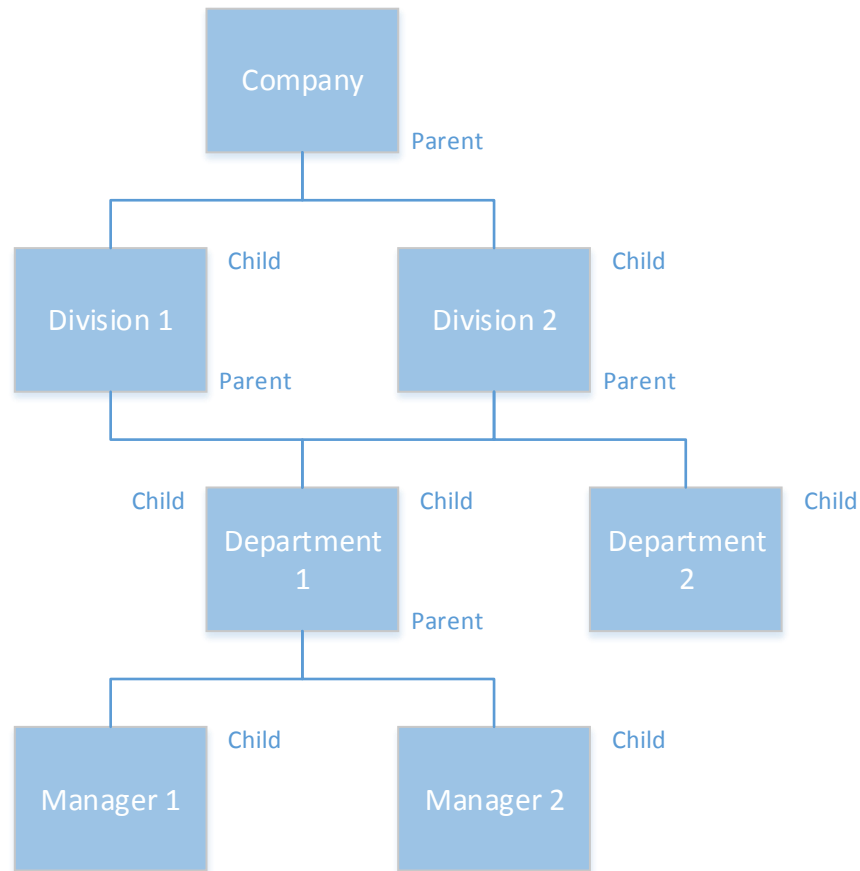 Company
Parent
Child
Child
Division 1
Division 2
Parent
Parent
Child
Child
Child
Department
1
Department
2
Parent
Child
Child
Manager 1
Manager 2